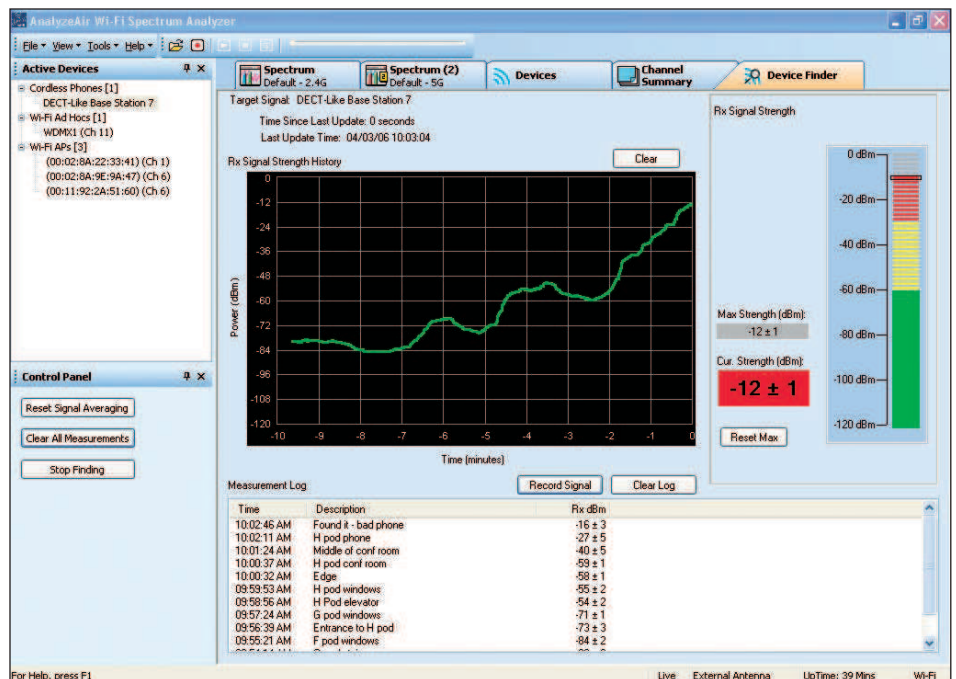 AnalyzeAir Wi-Fi Spectrum Analyzer
File View Tools Help
Active Devices
Cordless Phones [1]
DECT-Like Base Station 7
Wi-Fi Ad Hocs [1]
WDMX1 (Ch 11)
Wi-Fi APs [3]
(00:02:8A:22:33:41) (Ch 1)
(00:02:8A:9E:9A:47) (Ch 6)
(00:11:92:2A:51:60) (Ch 6)
Control Panel
Reset Signal Averaging
Clear All Measurements
Stop Finding
Spectrum
Default - 2.4G
Spectrum (2)
Default - 5G
Devices
Channel
Summary
Device Finder
Target Signal: DECT-Like Base Station 7
Time Since Last Update: 0 seconds
Last Update Time: 04/03/06 10:03:04
Rx Signal Strength History
Clear
Power (dBm)
0
-12
-24
-36
-48
-60
-72
-84
-96
-108
-120
-10 -9 -8 -7 -6 -5 -4 -3 -2 -1 0
Time (minutes)
Rx Signal Strength
0 dBm
-20 dBm
-40 dBm
-60 dBm
-80 dBm
-100 dBm
-120 dBm
Max Strength (dBm):
-12 ± 1
Cur. Strength (dBm):
-12 ± 1
Reset Max
Measurement Log
Record Signal
Clear Log
Time Description Rx dBm
10:02:46 AM Found it - bad phone -16 ± 3
10:02:11 AM H pod phone -27 ± 5
10:01:24 AM Middle of conf room -40 ± 5
10:00:37 AM H pod conf room -59 ± 1
10:00:32 AM Edge -58 ± 1
09:59:53 AM H pod windows -55 ± 2
09:58:56 AM H Pod elevator -54 ± 2
09:57:24 AM G pod windows -71 ± 1
09:56:39 AM Entrance to H pod -73 ± 3
09:55:21 AM F pod windows -84 ± 2
For Help, press F1
Live External Antenna UpTime: 39 Mins Wi-Fi